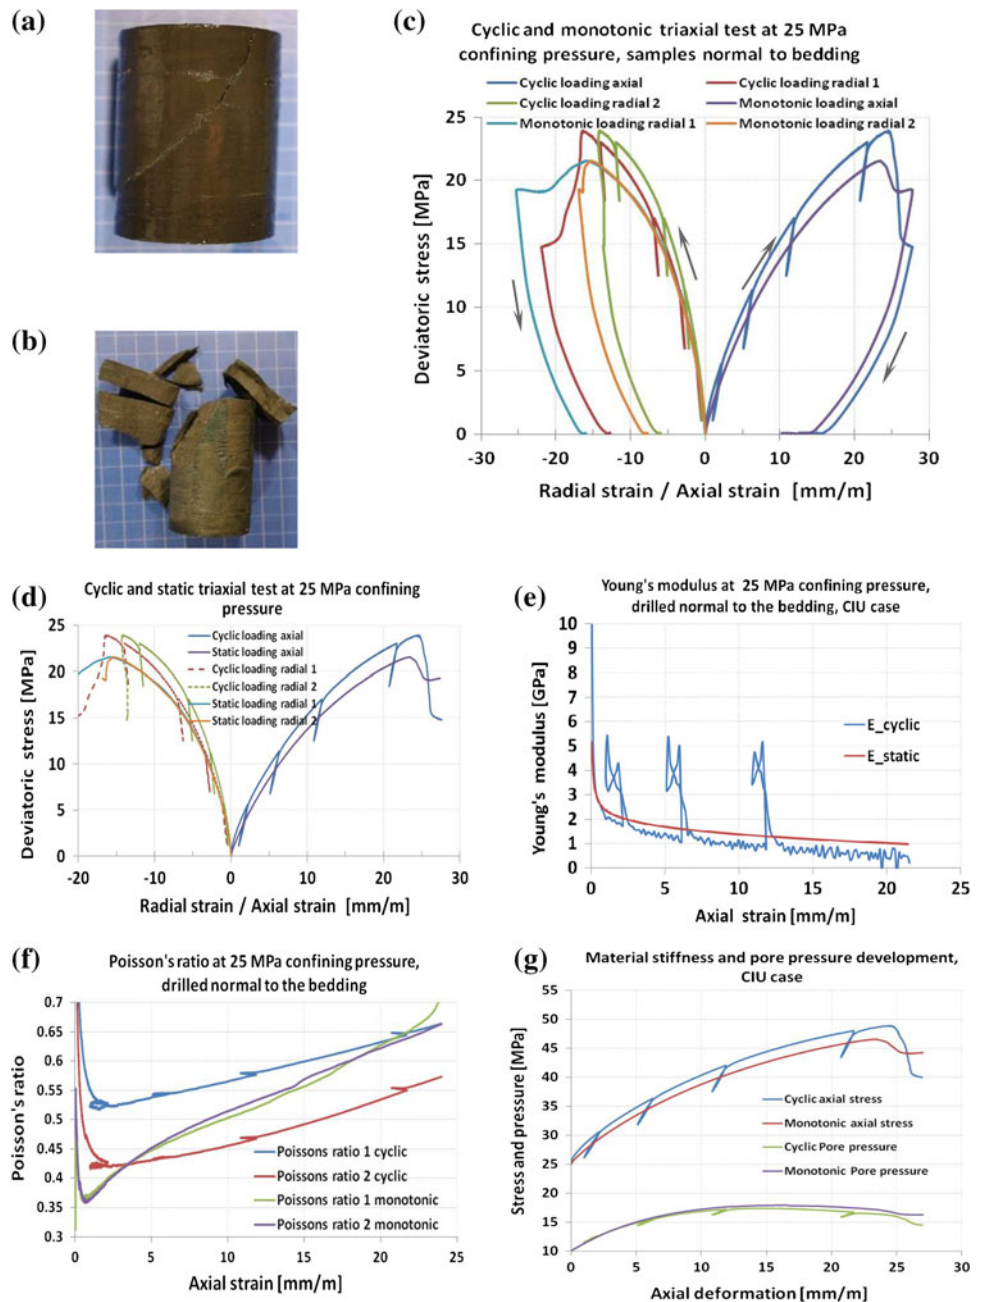 (a)
(b)
(c)
Cyclic and monotonic triaxial test at 25 MPa
confining pressure, samples normal to bedding
Cyclic loading axial
Cyclic loading radial 1
Cyclic loading radial 2
Monotonic loading axial
Monotonic loading radial 1
Monotonic loading radial 2
25
20
15
10
5
0
Deviatoric stress [MPa]
-30 -20 -10 0 10 20 30
Radial strain / Axial strain [mm/m]
(d)
Cyclic and static triaxial test at 25 MPa confining
pressure
Cyclic loading axial
Static loading axial
Cyclic loading radial 1
Cyclic loading radial 2
Static loading radial 1
Static loading radial 2
25
20
15
10
5
0
Deviatoric stress [MPa]
-20 -10 0 10 20 30
Radial strain / Axial strain [mm/m]
(e)
Young's modulus at 25 MPa confining pressure,
drilled normal to the bedding, CIU case
10
9
8
7
6
5
4
3
2
1
0
Young's modulus [GPa]
E_cyclic
E_static
0 5 10 15 20 25
Axial strain [mm/m]
(f)
Poisson's ratio at 25 MPa confining pressure,
drilled normal to the bedding
0.7
0.65
0.6
0.55
0.5
0.45
0.4
0.35
0.3
Poisson's ratio
Poissons ratio 1 cyclic
Poissons ratio 2 cyclic
Poissons ratio 1 monotonic
Poissons ratio 2 monotonic
0 5 10 15 20 25
Axial strain [mm/m]
(g)
Material stiffness and pore pressure development,
CIU case
55
50
45
40
35
30
25
20
15
10
Stress and pressure [MPa]
Cyclic axial stress
Monotonic axial stress
Cyclic Pore pressure
Monotonic Pore pressure
0 5 10 15 20 25 30
Axial deformation [mm/m]